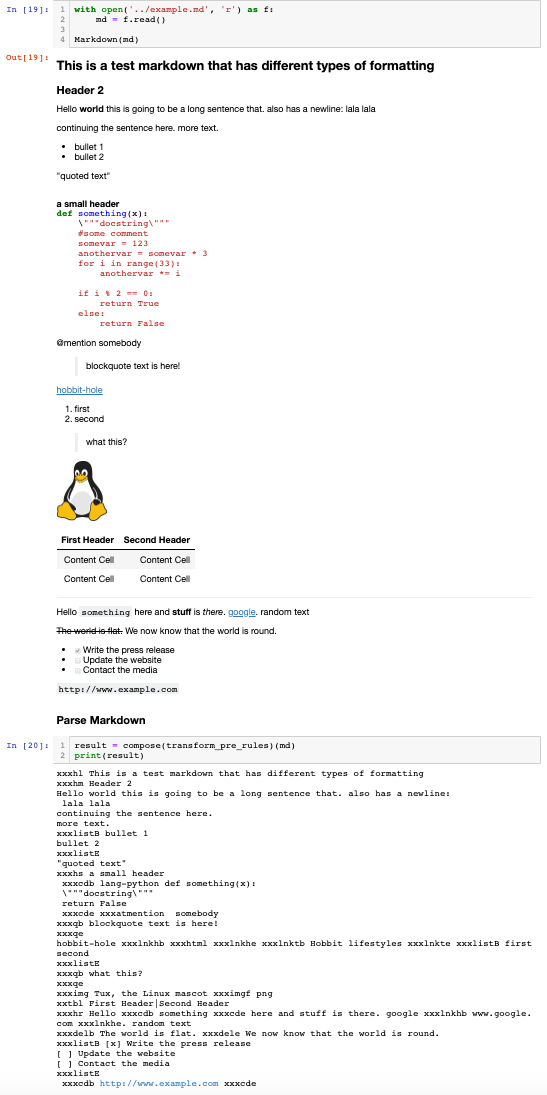 In [19]:
1 with open('../example.md', 'r') as f:
2     md = f.read()
3
4 Markdown(md)
Out[19]:
This is a test markdown that has different types of formatting
Header 2
Hello world this is going to be a long sentence that. also has a newline: lala lala
continuing the sentence here. more text.
• bullet 1
• bullet 2
"quoted text"
a small header
def something(x):
    \"""docstring\"""
    #some comment
    somevar = 123
    anothervar = somevar * 3
    for i in range(33):
        anothervar *= i
    if i % 2 == 0:
        return True
    else:
        return False
@mention somebody
blockquote text is here!
hobbit-hole
1. first
2. second
what this?
First Header Second Header
Content Cell Content Cell
Content Cell Content Cell
Hello something here and stuff is there. google. random text
The world is flat. We now know that the world is round.
• Write the press release
• Update the website
• Contact the media
http://www.example.com
Parse Markdown
In [20]:
1 result = compose(transform_pre_rules)(md)
2 print(result)
xxxhl This is a test markdown that has different types of formatting
xxxhm Header 2
Hello world this is going to be a long sentence that. also has a newline:
 lala lala
continuing the sentence here.
more text.
xxxlistB bullet 1
bullet 2
xxxlistE
"quoted text"
xxxhs a small header
 xxxcdb lang-python def something(x):
 \"""docstring\"""
 return False
 xxxcde xxxatmention  somebody
xxxqb blockquote text is here!
xxxqe
hobbit-hole xxxlnkhb xxxhtml xxxlnkhe xxxlnktb Hobbit lifestyles xxxlnkte xxxlistB first
second
xxxlistE
xxxqb what this?
xxxqe
xxximg Tux, the Linux mascot xxximgf png
xxtbl First Header|Second Header
xxxhr Hello xxxcdb something xxxcde here and stuff is there. google xxxlnkhb www.google.
com xxxlnkhe. random text
xxxdelb The world is flat. xxxdele We now know that the world is round.
xxxlistB [x] Write the press release
[ ] Update the website
[ ] Contact the media
xxxlistE
 xxxcdb http://www.example.com xxxcde